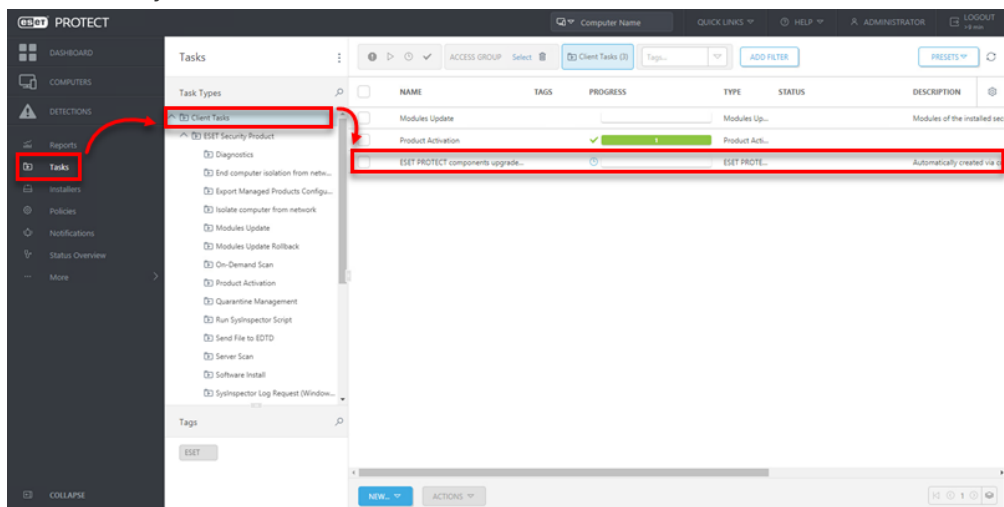 eset PROTECT
Computer Name
QUICK LINKS
HELP
ADMINISTRATOR
LOGOUT
>9 min
DASHBOARD
COMPUTERS
DETECTIONS
Reports
Tasks
Installers
Policies
Notifications
Status Overview
More
COLLAPSE
Tasks
Task Types
Client Tasks
ESET Security Product
Diagnostics
End computer isolation from netw...
Export Managed Products Configu...
Isolate computer from network
Modules Update
Modules Update Rollback
On-Demand Scan
Product Activation
Quarantine Management
Run SysInspector Script
Send File to EDTD
Server Scan
Software Install
SysInspector Log Request (Window...
Tags
ESET
ACCESS GROUP Select
Client Tasks (3)
Tags...
ADD FILTER
PRESETS
NAME TAGS PROGRESS TYPE STATUS DESCRIPTION
Modules Update Modules Up... Modules of the installed sec
Product Activation 1 Product Acti...
ESET PROTECT components upgrade... ESET PROTE... Automatically created via c
NEW... ACTIONS 1